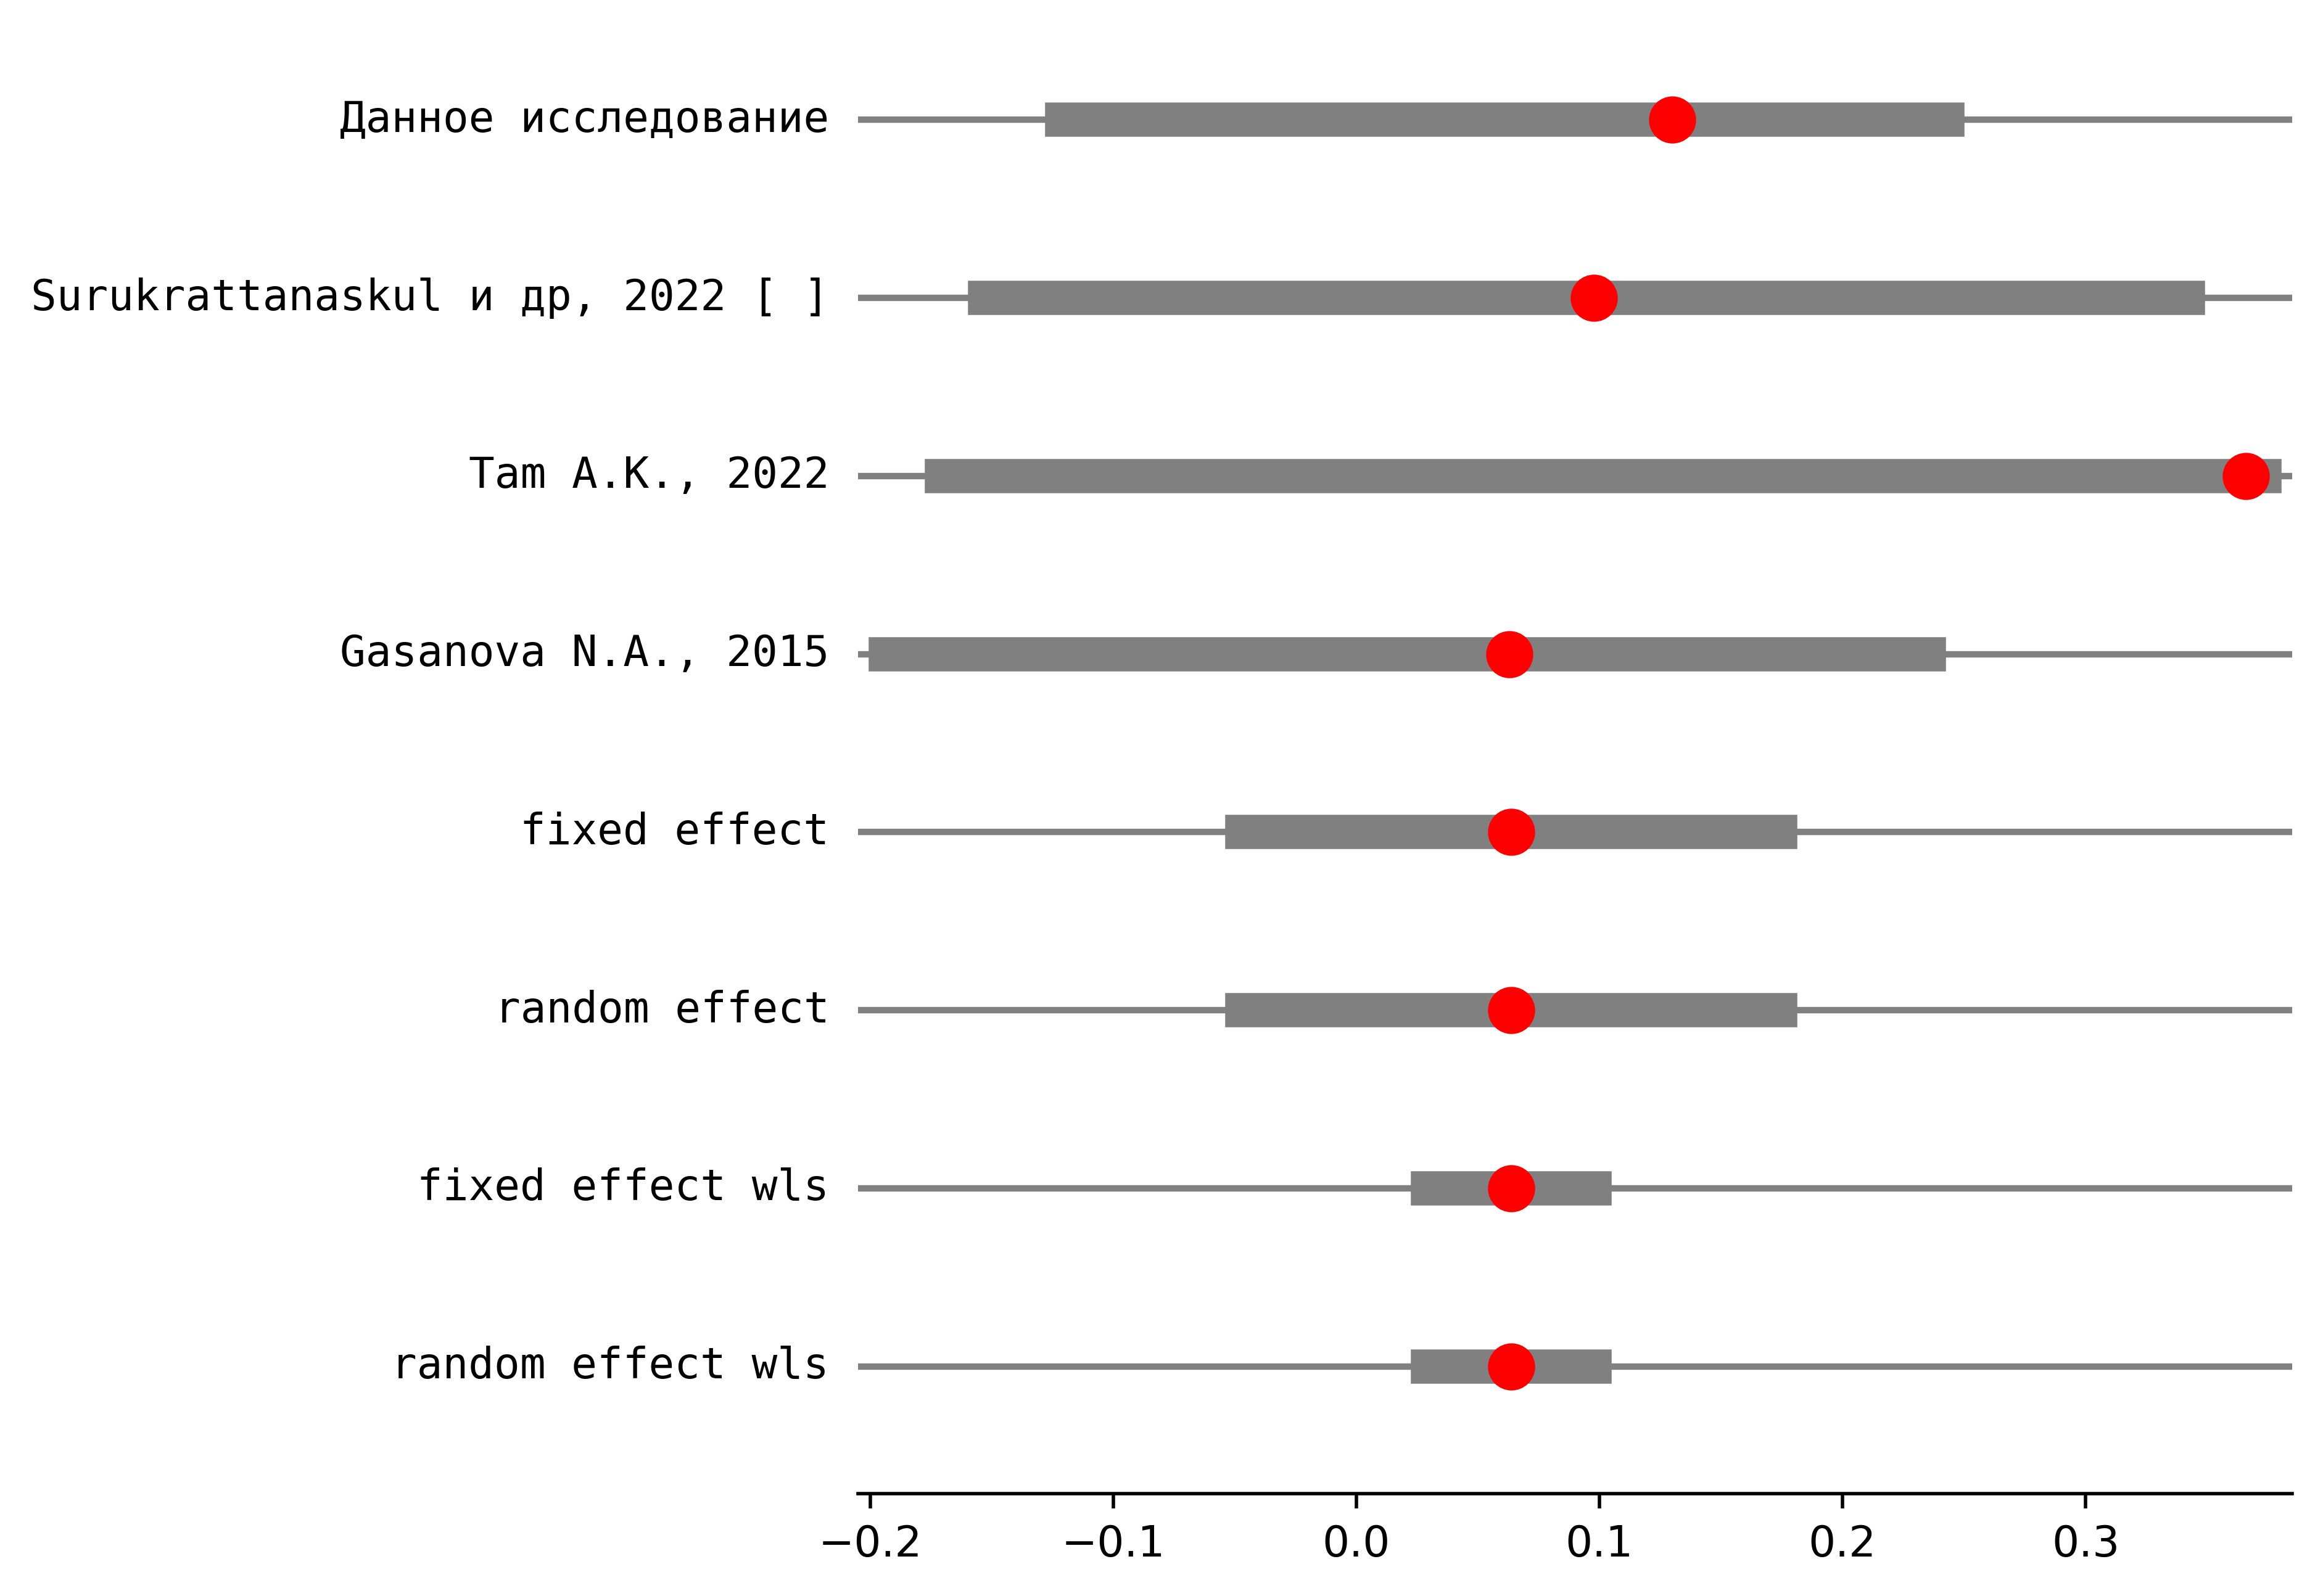 Данное исследование
Surukrattanaskul и др, 2022 [ ]
Tam A.K., 2022
Gasanova N.A., 2015
fixed effect
random effect
fixed effect wls
random effect wls
−0.2 −0.1 0.0 0.1 0.2 0.3